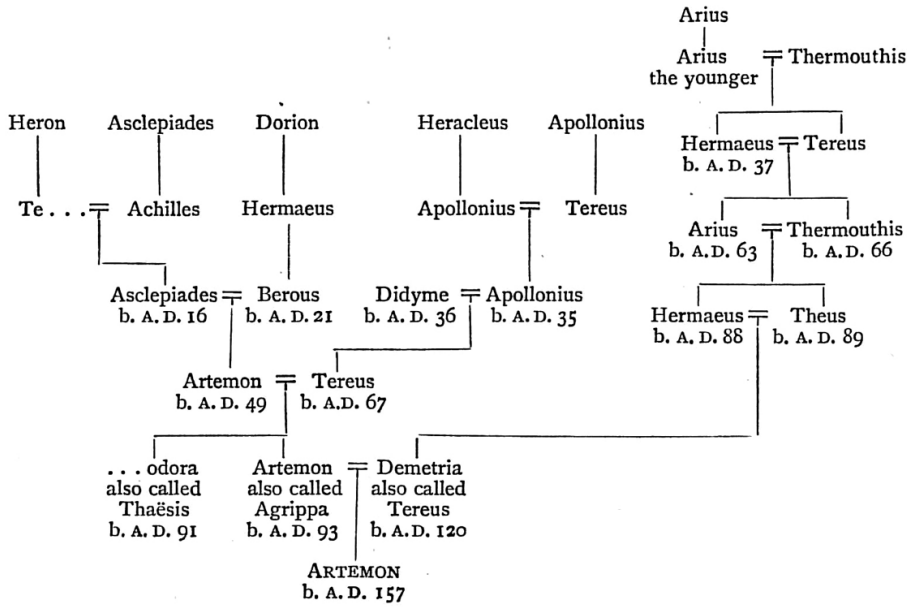 Arius
Arius = Thermouthis
the younger
Heron Asclepiades Dorion Heracleus Apollonius
Hermaeus = Tereus
b. A. D. 37
Te . . . = Achilles Hermaeus Apollonius = Tereus
Arius = Thermouthis
b. A.D. 63 b. A. D. 66
Asclepiades = Berous Didyme = Apollonius
b. A. D. 16 b. A. D. 21 b. A. D. 36 b. A. D. 35
Hermaeus = Theus
b. A. D. 88 b. A. D. 89
Artemon = Tereus
b. A. D. 49 b. A.D. 67
. . . odora Artemon = Demetria
also called also called also called
Thaësis Agrippa Tereus
b. A. D. 91 b. A. D. 93 b. A. D. 120
ARTEMON
b. A. D. 157